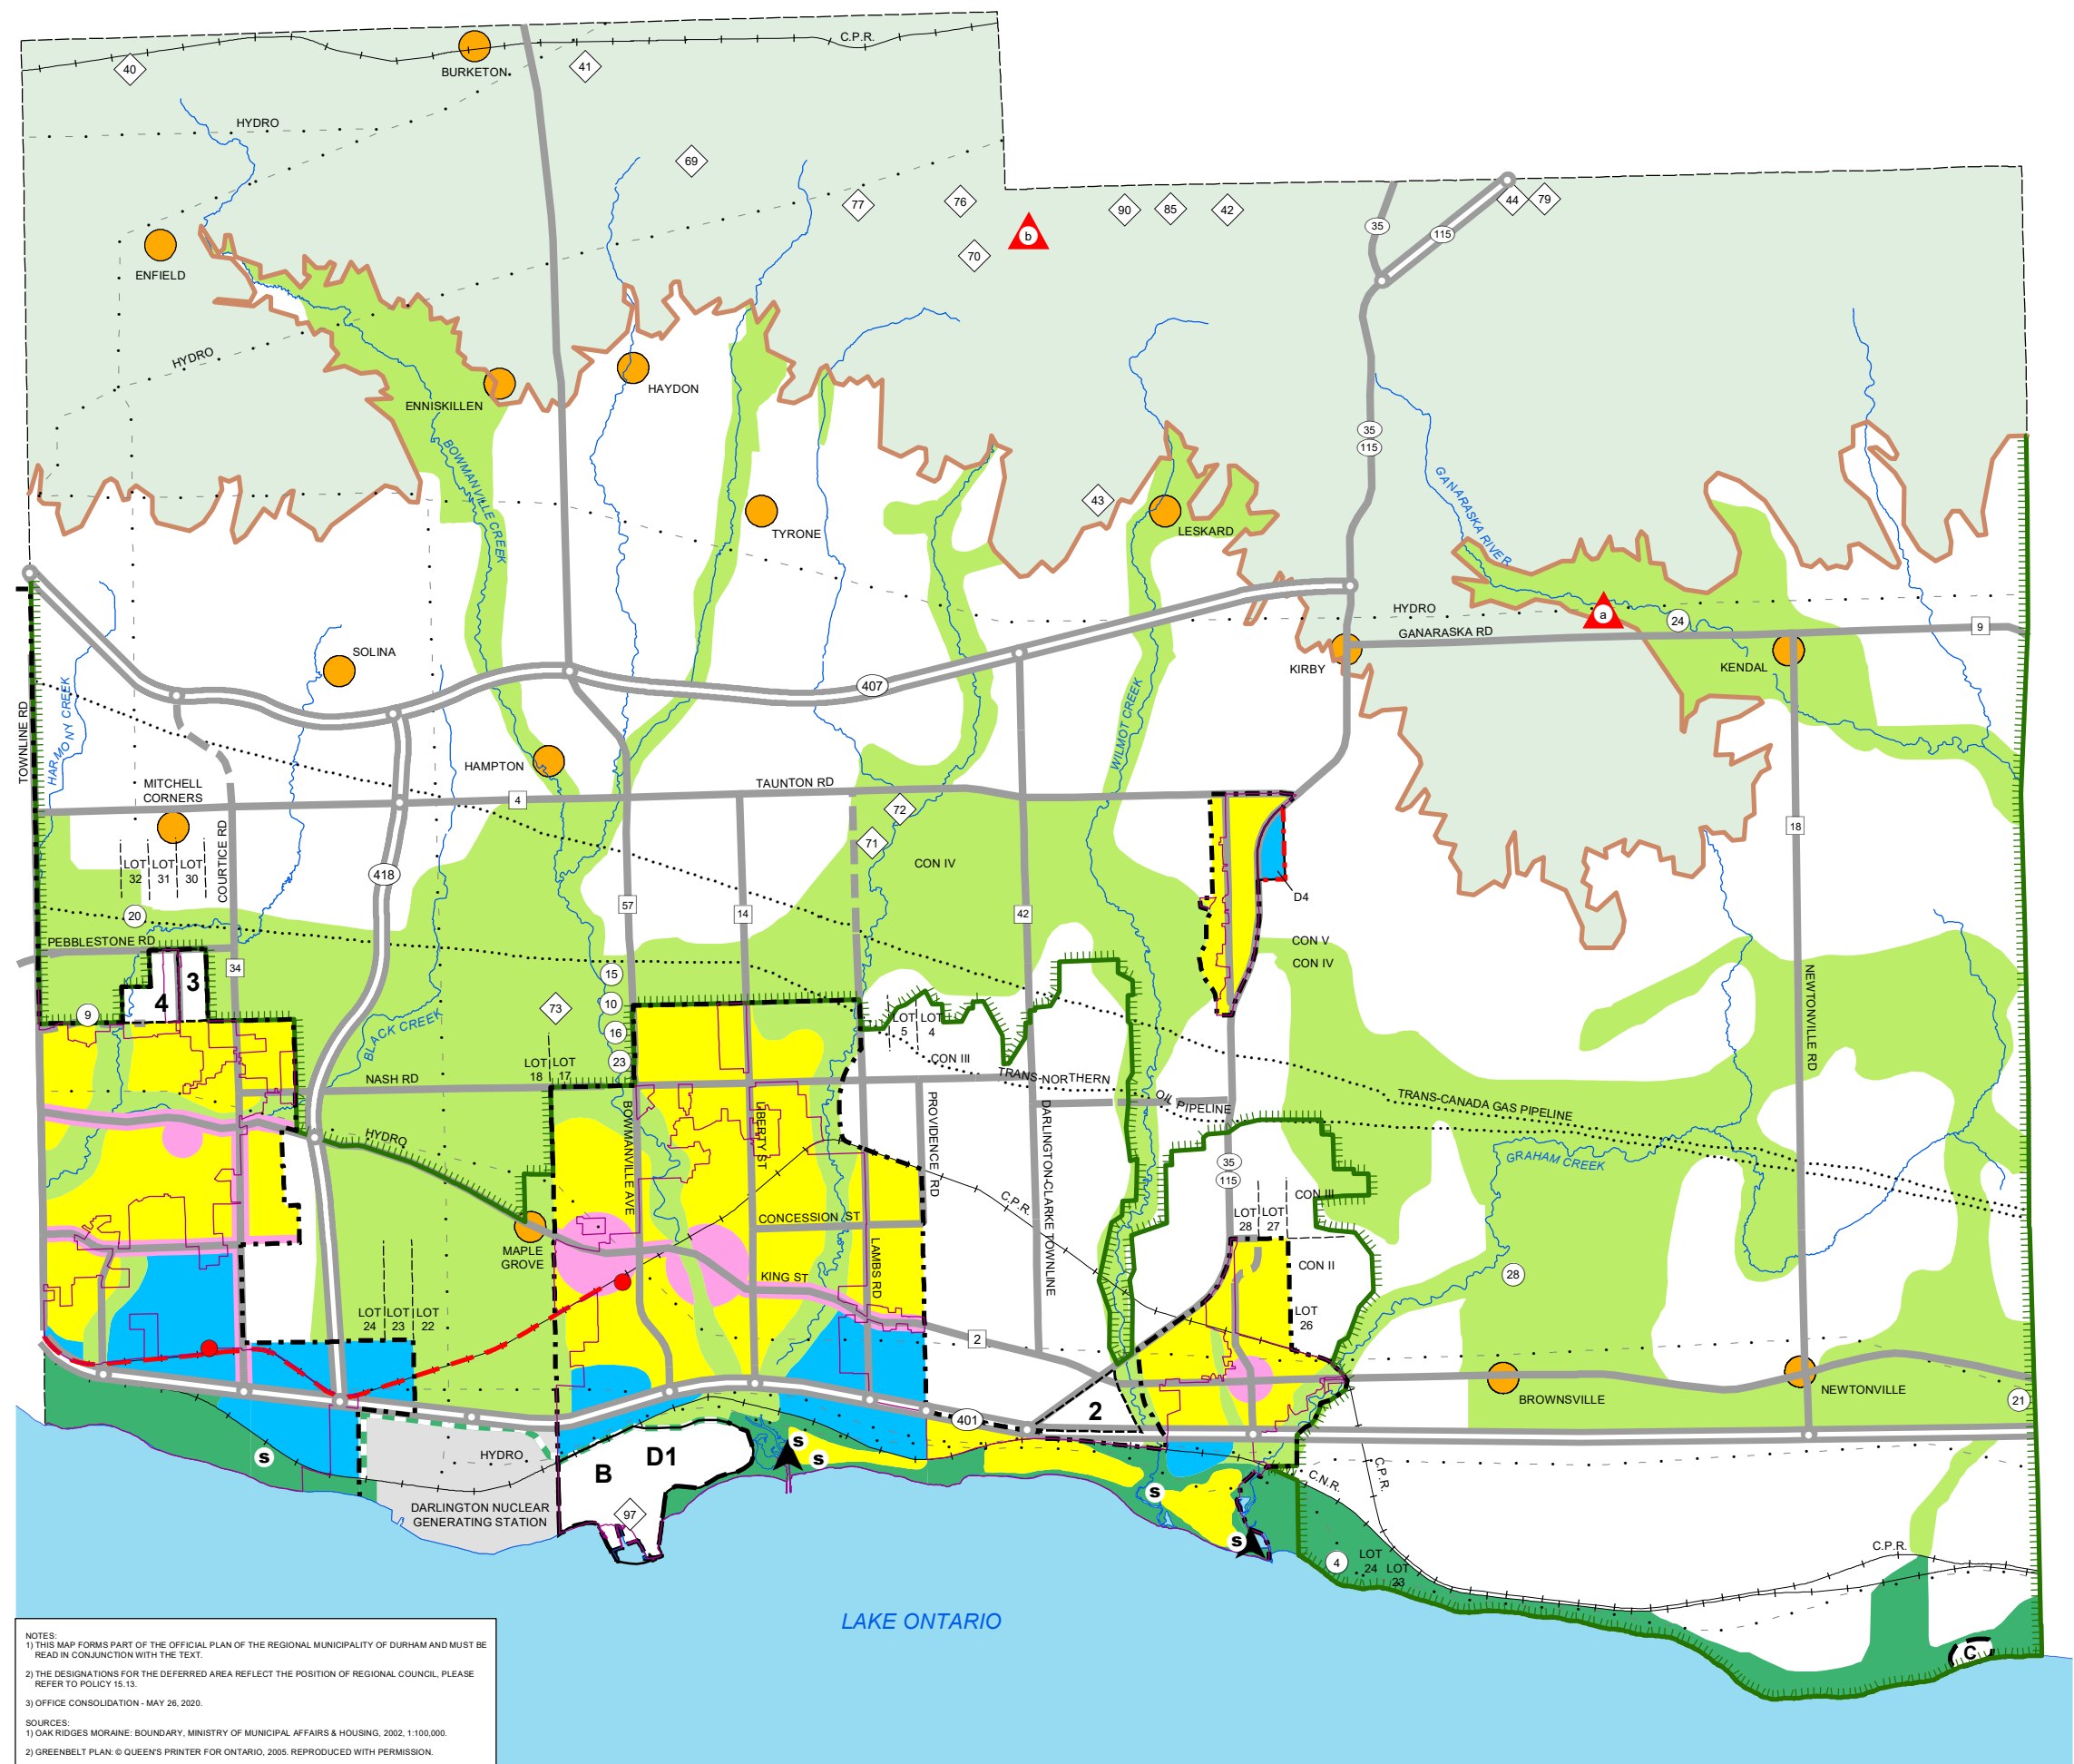 C.P.R.
40
BURKETON
41
HYDRO
69
77
76
90
85
42
44
79
35
115
b
70
ENFIELD
HYDRO
HAYDON
ENNISKILLEN
35
115
BOWMANVILLE CREEK
GANARASKA RIVER
43
TYRONE
LESKARD
HYDRO
a
24
GANARASKA RD
9
SOLINA
KIRBY
KENDAL
407
TOWNLINE RD
HARMONY CREEK
WILMOT CREEK
HAMPTON
MITCHELL
CORNERS
TAUNTON RD
4
72
71
18
COURTICE RD
LOT
32
LOT
31
LOT
30
418
CON IV
D4
57
14
42
20
PEBBLESTONE RD
CON V
CON IV
34
3
4
15
10
73
16
23
9
NEWTONVILLE RD
BLACK CREEK
LOT
5
LOT
4
CON III
LOT
18
LOT
17
NASH RD
TRANS-NORTHERN
OIL PIPELINE
TRANS-CANADA GAS PIPELINE
BOWMANVILLE AVE
LIBERTY ST
PROVIDENCE RD
DARLINGTON-CLARKE TOWNLINE
HYDRO
35
115
GRAHAM CREEK
C.P.R.
CON III
LOT
28
LOT
27
CONCESSION ST
MAPLE
GROVE
LAMBS RD
KING ST
CON II
28
LOT
24
LOT
23
LOT
22
LOT
26
2
BROWNSVILLE
NEWTONVILLE
21
2
401
HYDRO
B
D1
S
S
S
S
S
C.N.R.
C.P.R.
DARLINGTON NUCLEAR
GENERATING STATION
97
4
LOT
24
LOT
23
C.P.R.
LAKE ONTARIO
C
NOTES:
1) THIS MAP FORMS PART OF THE OFFICIAL PLAN OF THE REGIONAL MUNICIPALITY OF DURHAM AND MUST BE
READ IN CONJUNCTION WITH THE TEXT.
2) THE DESIGNATIONS FOR THE DEFERRED AREA REFLECT THE POSITION OF REGIONAL COUNCIL, PLEASE
REFER TO POLICY 15.13.
3) OFFICE CONSOLIDATION - MAY 26, 2020.
SOURCES:
1) OAK RIDGES MORAINE: BOUNDARY, MINISTRY OF MUNICIPAL AFFAIRS & HOUSING, 2002, 1:100,000.
2) GREENBELT PLAN: © QUEEN'S PRINTER FOR ONTARIO, 2005. REPRODUCED WITH PERMISSION.